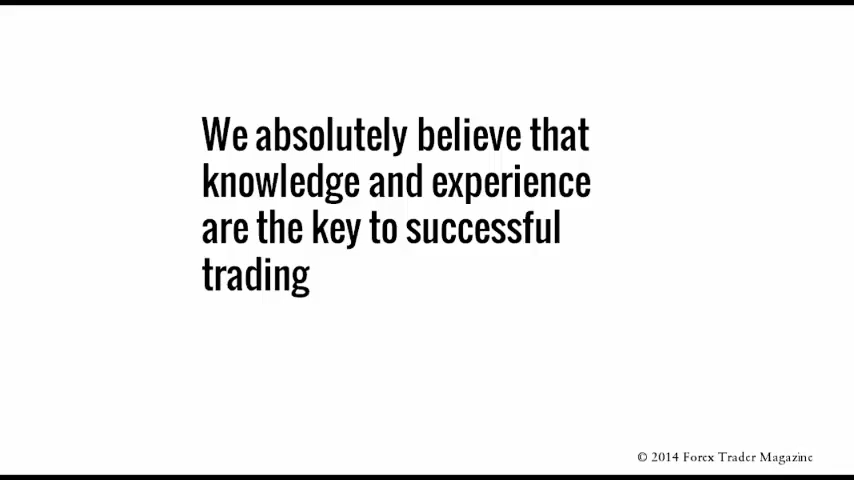 We absolutely believe that
knowledge and experience
are the key to successful
trading
© 2014 Forex Trader Magazine